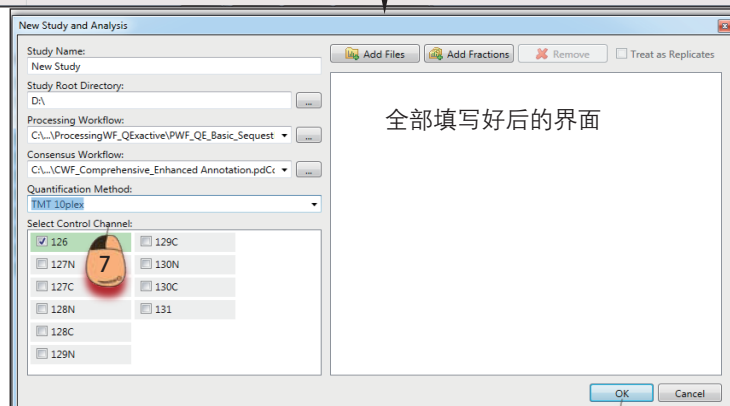 New Study and Analysis
Study Name:
New Study
Study Root Directory:
D:\
...
Processing Workflow:
C:\...\ProcessingWF_QExactive\PWF_QE_Basic_Sequest
...
Consensus Workflow:
C:\...\CWF_Comprehensive_Enhanced Annotation.pdCc
...
Quantification Method:
TMT 10plex
Select Control Channel:
126 129C
127N 130N
127C 130C
128N 131
128C
129N
7
Add Files Add Fractions Remove Treat as Replicates
全部填写好后的界面
OK Cancel